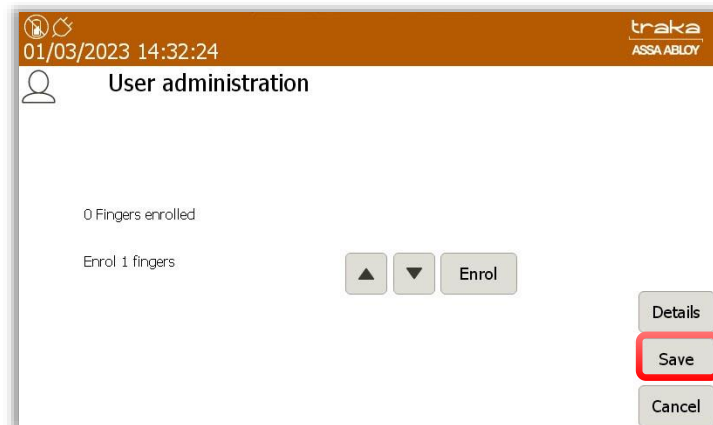 traka
01/03/2023 14:32:24
ASSA ABLOY
User administration
0 Fingers enrolled
Enrol 1 fingers
Enrol
Details
Save
Cancel